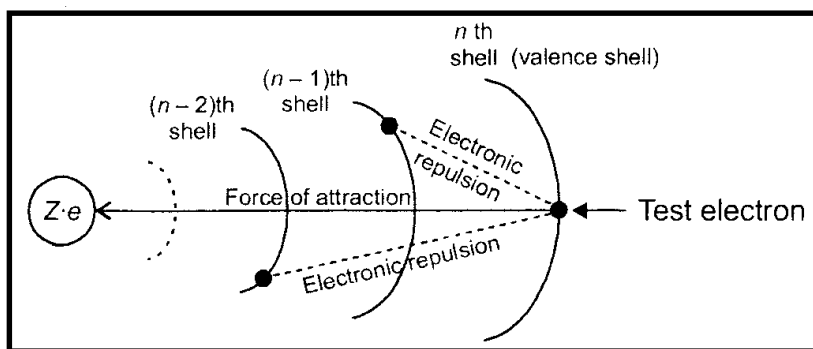 n th
shell (valence shell)
(n – 1)th
shell
(n – 2)th
shell
Electronic
repulsion
Z·e
Force of attraction
Test electron
Electronic repulsion